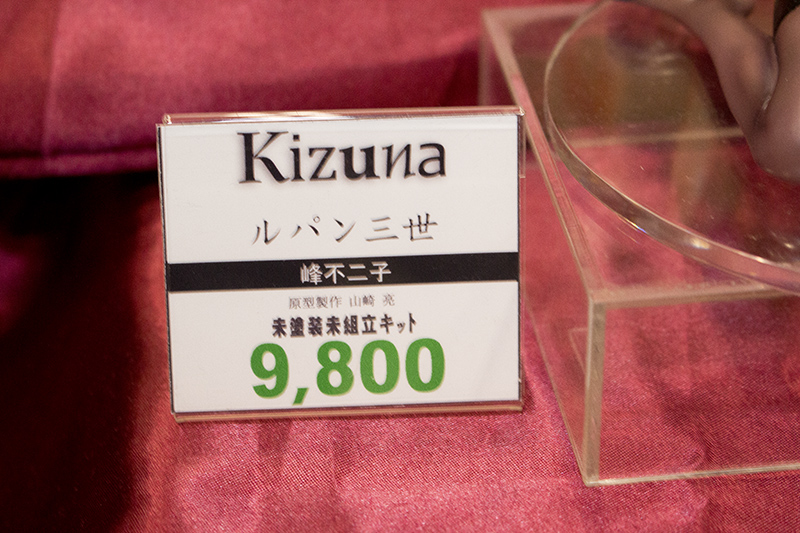 Kizuna
ルパン三世
峰不二子
原型製作 山崎 亮
未塗装未組立キット
9,800